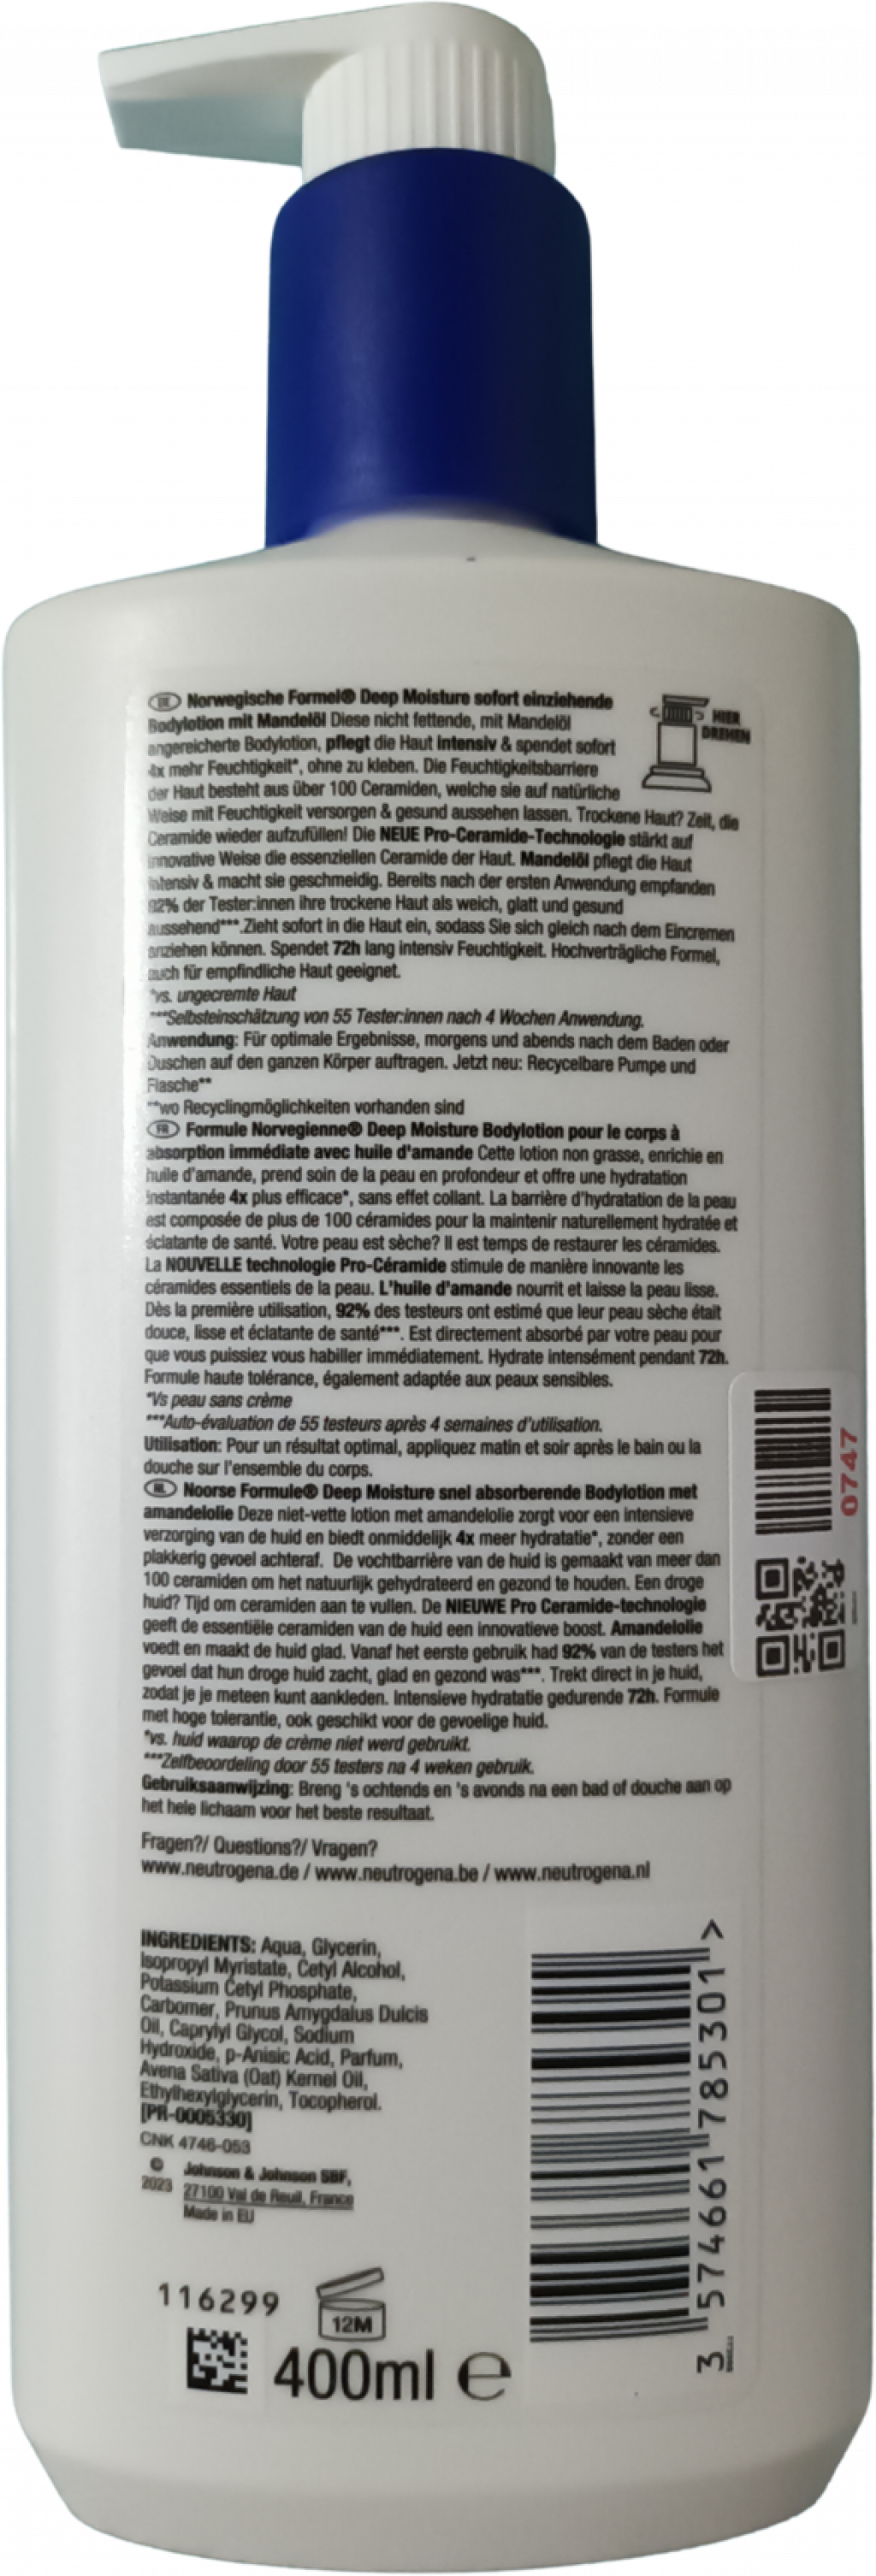 DE Norwegische Formel® Deep Moisture sofort einziehende
Bodylotion mit Mandelöl Diese nicht fettende, mit Mandelöl
angereicherte Bodylotion, pflegt die Haut intensiv & spendet sofort
4x mehr Feuchtigkeit*, ohne zu kleben. Die Feuchtigkeitsbarriere
der Haut besteht aus über 100 Ceramiden, welche sie auf natürliche
Weise mit Feuchtigkeit versorgen & gesund aussehen lassen. Trockene Haut? Zeit, die
Ceramide wieder aufzufüllen! Die NEUE Pro-Ceramide-Technologie stärkt auf
innovative Weise die essenziellen Ceramide der Haut. Mandelöl pflegt die Haut
intensiv & macht sie geschmeidig. Bereits nach der ersten Anwendung empfanden
92% der Tester:innen ihre trockene Haut als weich, glatt und gesund
aussehend***.Zieht sofort in die Haut ein, sodass Sie sich gleich nach dem Eincremen
anziehen können. Spendet 72h lang intensiv Feuchtigkeit. Hochverträgliche Formel,
auch für empfindliche Haut geeignet.
*vs. ungecremte Haut
***Selbsteinschätzung von 55 Tester:innen nach 4 Wochen Anwendung.
Anwendung: Für optimale Ergebnisse, morgens und abends nach dem Baden oder
Duschen auf den ganzen Körper auftragen. Jetzt neu: Recycelbare Pumpe und
Flasche**
**wo Recyclingmöglichkeiten vorhanden sind
HIER
DREHEN
FR Formule Norvegienne® Deep Moisture Bodylotion pour le corps à
absorption immédiate avec huile d'amande Cette lotion non grasse, enrichie en
huile d'amande, prend soin de la peau en profondeur et offre une hydratation
instantanée 4x plus efficace*, sans effet collant. La barrière d'hydratation de la peau
est composée de plus de 100 céramides pour la maintenir naturellement hydratée et
éclatante de santé. Votre peau est sèche? Il est temps de restaurer les céramides.
La NOUVELLE technologie Pro-Céramide stimule de manière innovante les
céramides essentiels de la peau. L'huile d'amande nourrit et laisse la peau lisse.
Dès la première utilisation, 92% des testeurs ont estimé que leur peau sèche était
douce, lisse et éclatante de santé***. Est directement absorbé par votre peau pour
que vous puissiez vous habiller immédiatement. Hydrate intensément pendant 72h.
Formule haute tolérance, également adaptée aux peaux sensibles.
*Vs peau sans crème
***Auto-évaluation de 55 testeurs après 4 semaines d'utilisation.
Utilisation: Pour un résultat optimal, appliquez matin et soir après le bain ou la
douche sur l'ensemble du corps.
NL Noorse Formule® Deep Moisture snel absorberende Bodylotion met
amandelolie Deze niet-vette lotion met amandelolie zorgt voor een intensieve
verzorging van de huid en biedt onmiddelijk 4x meer hydratatie*, zonder een
plakkerig gevoel achteraf. De vochtbarrière van de huid is gemaakt van meer dan
100 ceramiden om het natuurlijk gehydrateerd en gezond te houden. Een droge
huid? Tijd om ceramiden aan te vullen. De NIEUWE Pro Ceramide-technologie
geeft de essentiële ceramiden van de huid een innovatieve boost. Amandelolie
voedt en maakt de huid glad. Vanaf het eerste gebruik had 92% van de testers het
gevoel dat hun droge huid zacht, glad en gezond was***. Trekt direct in je huid,
zodat je je meteen kunt aankleden. Intensieve hydratatie gedurende 72h. Formule
met hoge tolerantie, ook geschikt voor de gevoelige huid.
*vs. huid waarop de crème niet werd gebruikt.
***Zelfbeoordeling door 55 testers na 4 weken gebruik.
Gebruiksaanwijzing: Breng 's ochtends en 's avonds na een bad of douche aan op
het hele lichaam voor het beste resultaat.
0747
Fragen?/ Questions?/ Vragen?
www.neutrogena.de / www.neutrogena.be / www.neutrogena.nl
INGREDIENTS: Aqua, Glycerin,
Isopropyl Myristate, Cetyl Alcohol,
Potassium Cetyl Phosphate,
Carbomer, Prunus Amygdalus Dulcis
Oil, Caprylyl Glycol, Sodium
Hydroxide, p-Anisic Acid, Parfum,
Avena Sativa (Oat) Kernel Oil,
Ethylhexylglycerin, Tocopherol.
[PR-0005330]
CNK 4746-053
© 2023
Johnson & Johnson SBF,
27100 Val de Reuil, France
Made in EU
3 574661 785301 >
116299
12M
400ml e